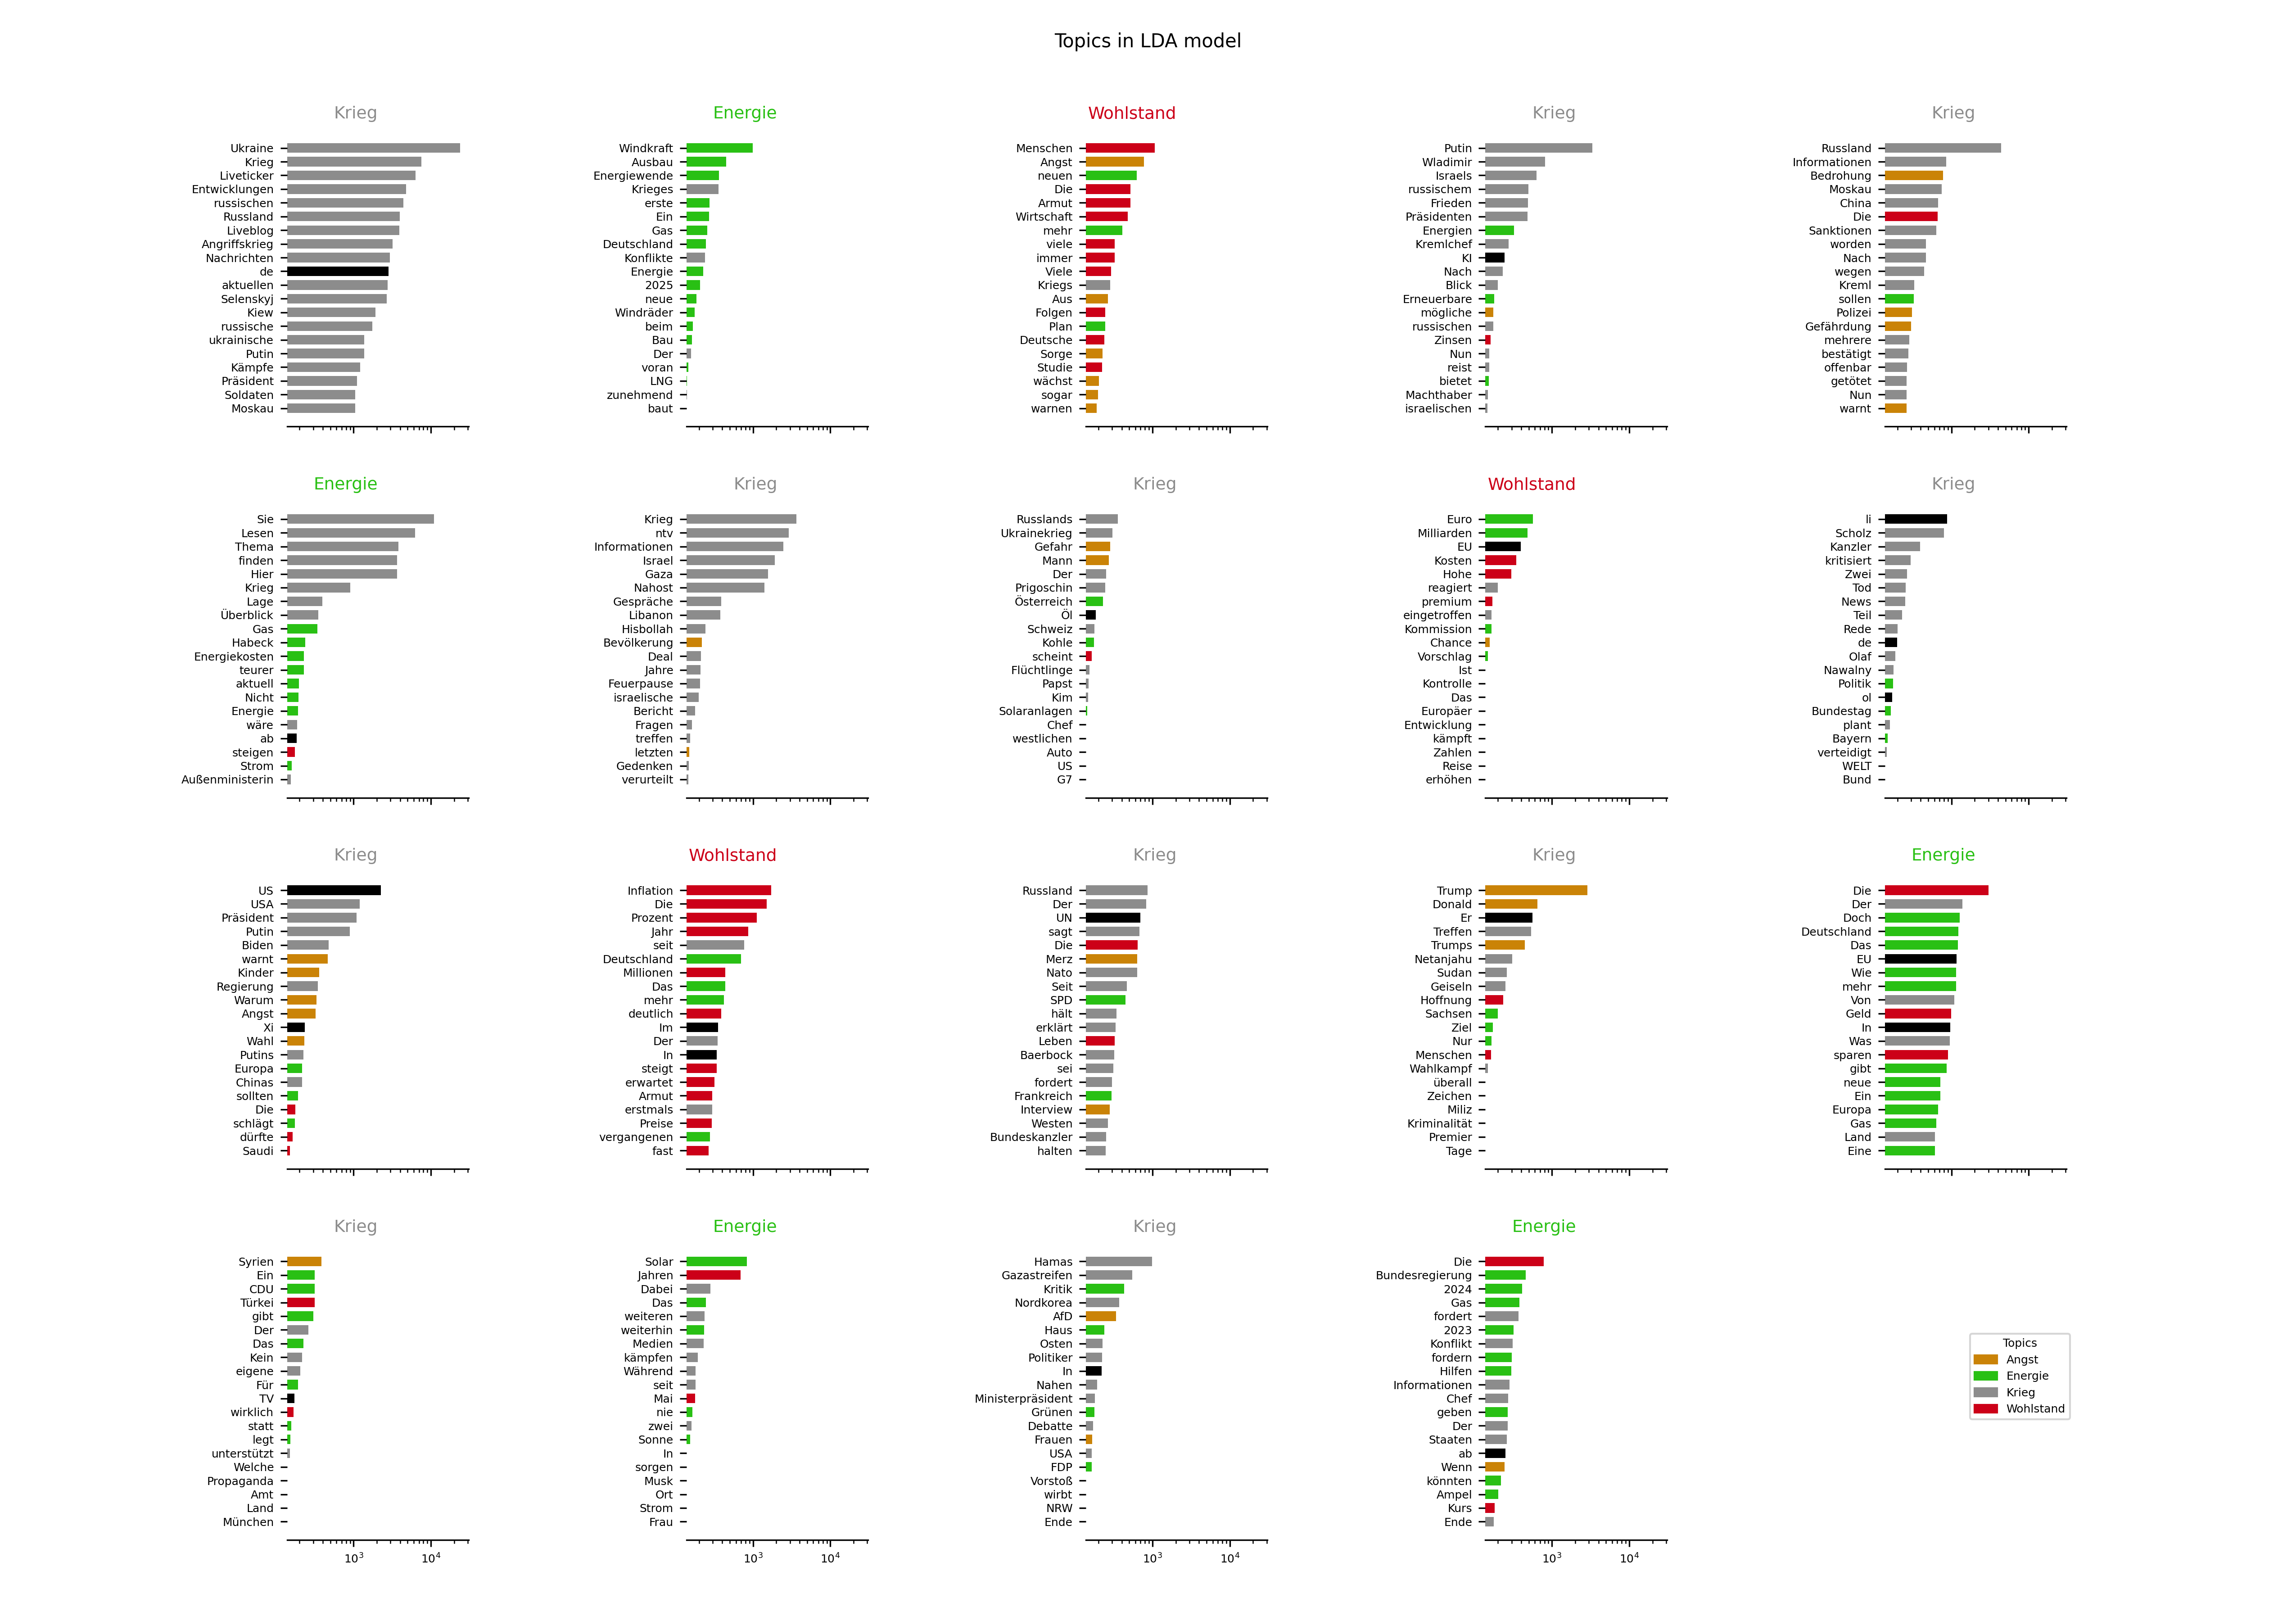 Topics in LDA model
Krieg
Ukraine
Krieg
Liveticker
Entwicklungen
russischen
Russland
Liveblog
Angriffskrieg
Nachrichten
de
aktuellen
Selenskyj
Kiew
russische
ukrainische
Putin
Kämpfe
Präsident
Soldaten
Moskau
Energie
Windkraft
Ausbau
Energiewende
Krieges
erste
Ein
Gas
Deutschland
Konflikte
Energie
2025
neue
Windräder
beim
Bau
Der
voran
LNG
zunehmend
baut
Wohlstand
Menschen
Angst
neuen
Die
Armut
Wirtschaft
mehr
viele
immer
Viele
Kriegs
Aus
Folgen
Plan
Deutsche
Sorge
Studie
wächst
sogar
warnen
Krieg
Putin
Wladimir
Israels
russischem
Frieden
Präsidenten
Energien
Kremlchef
KI
Nach
Blick
Erneuerbare
mögliche
russischen
Zinsen
Nun
reist
bietet
Machthaber
israelischen
Krieg
Russland
Informationen
Bedrohung
Moskau
China
Die
Sanktionen
worden
Nach
wegen
Kreml
sollen
Polizei
Gefährdung
mehrere
bestätigt
offenbar
getötet
Nun
warnt
Energie
Sie
Lesen
Thema
finden
Hier
Krieg
Lage
Überblick
Gas
Habeck
Energiekosten
teurer
aktuell
Nicht
Energie
wäre
ab
steigen
Strom
Außenministerin
Krieg
Krieg
ntv
Informationen
Israel
Gaza
Nahost
Gespräche
Libanon
Hisbollah
Bevölkerung
Deal
Jahre
Feuerpause
israelische
Bericht
Fragen
treffen
letzten
Gedenken
verurteilt
Krieg
Russlands
Ukrainekrieg
Gefahr
Mann
Der
Prigoschin
Österreich
Öl
Schweiz
Kohle
scheint
Flüchtlinge
Papst
Kim
Solaranlagen
Chef
westlichen
Auto
US
G7
Wohlstand
Euro
Milliarden
EU
Kosten
Hohe
reagiert
premium
eingetroffen
Kommission
Chance
Vorschlag
Ist
Kontrolle
Das
Europäer
Entwicklung
kämpft
Zahlen
Reise
erhöhen
Krieg
li
Scholz
Kanzler
kritisiert
Zwei
Tod
News
Teil
Rede
de
Olaf
Nawalny
Politik
ol
Bundestag
plant
Bayern
verteidigt
WELT
Bund
Krieg
US
USA
Präsident
Putin
Biden
warnt
Kinder
Regierung
Warum
Angst
Xi
Wahl
Putins
Europa
Chinas
sollten
Die
schlägt
dürfte
Saudi
Wohlstand
Inflation
Die
Prozent
Jahr
seit
Deutschland
Millionen
Das
mehr
deutlich
Im
Der
In
steigt
erwartet
Armut
erstmals
Preise
vergangenen
fast
Krieg
Russland
Der
UN
sagt
Die
Merz
Nato
Seit
SPD
hält
erklärt
Leben
Baerbock
sei
fordert
Frankreich
Interview
Westen
Bundeskanzler
halten
Krieg
Trump
Donald
Er
Treffen
Trumps
Netanjahu
Sudan
Geiseln
Hoffnung
Sachsen
Ziel
Nur
Menschen
Wahlkampf
überall
Zeichen
Miliz
Kriminalität
Premier
Tage
Energie
Die
Der
Doch
Deutschland
Das
EU
Wie
mehr
Von
Geld
In
Was
sparen
gibt
neue
Ein
Europa
Gas
Land
Eine
Krieg
Syrien
Ein
CDU
Türkei
gibt
Der
Das
Kein
eigene
Für
TV
wirklich
statt
legt
unterstützt
Welche
Propaganda
Amt
Land
München
10³ 10⁴
Energie
Solar
Jahren
Dabei
Das
weiteren
weiterhin
Medien
kämpfen
Während
seit
Mai
nie
zwei
Sonne
In
sorgen
Musk
Ort
Strom
Frau
10³ 10⁴
Krieg
Hamas
Gazastreifen
Kritik
Nordkorea
AfD
Haus
Osten
Politiker
In
Nahen
Ministerpräsident
Grünen
Debatte
Frauen
USA
FDP
Vorstoß
wirbt
NRW
Ende
10³ 10⁴
Energie
Die
Bundesregierung
2024
Gas
fordert
2023
Konflikt
fordern
Hilfen
Informationen
Chef
geben
Der
Staaten
ab
Wenn
könnten
Ampel
Kurs
Ende
10³ 10⁴
Topics
Angst
Energie
Krieg
Wohlstand